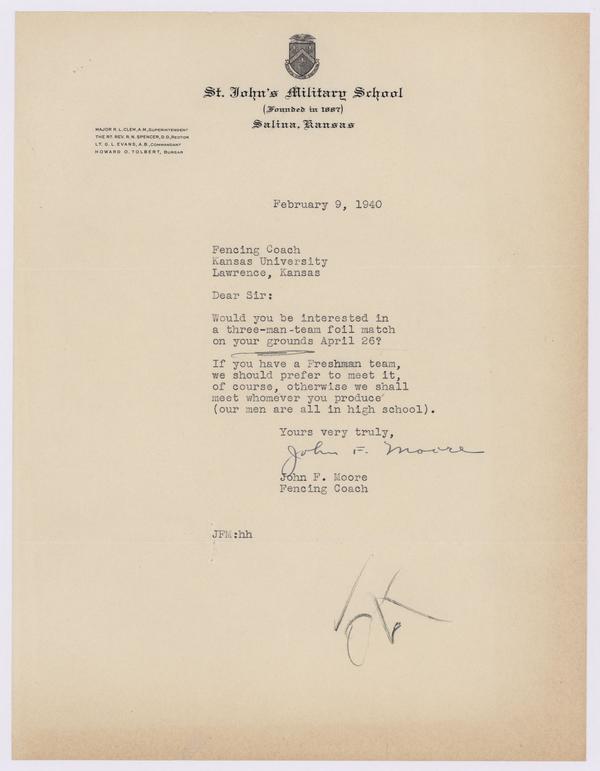 St. John's Military School
(Founded in 1887)
Salina, Kansas
MAJOR R. L. CLEM, A.M., SUPERINTENDENT
THE RT. REV. R. N. SPENCER, D.D., RECTOR
LT. G. L. EVANS, A.B., COMMANDANT
HOWARD O. TOLBERT, BURSAR
February 9, 1940
Fencing Coach
Kansas University
Lawrence, Kansas
Dear Sir:
Would you be interested in
a three-man-team foil match
on your grounds April 26?
If you have a Freshman team,
we should prefer to meet it,
of course, otherwise we shall
meet whomever you produce
(our men are all in high school).
Yours very truly,
John F. Moore
John F. Moore
Fencing Coach
JFM:hh